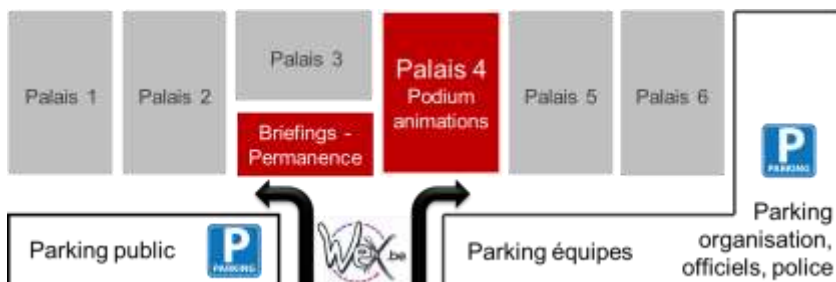 Palais 1
Palais 2
Palais 3
Briefings -
Permanence
Palais 4
Podium
animations
Palais 5
Palais 6
P
PARKING
Parking public
P
PARKING
WEX.be
Parking équipes
Parking
organisation,
officiels, police